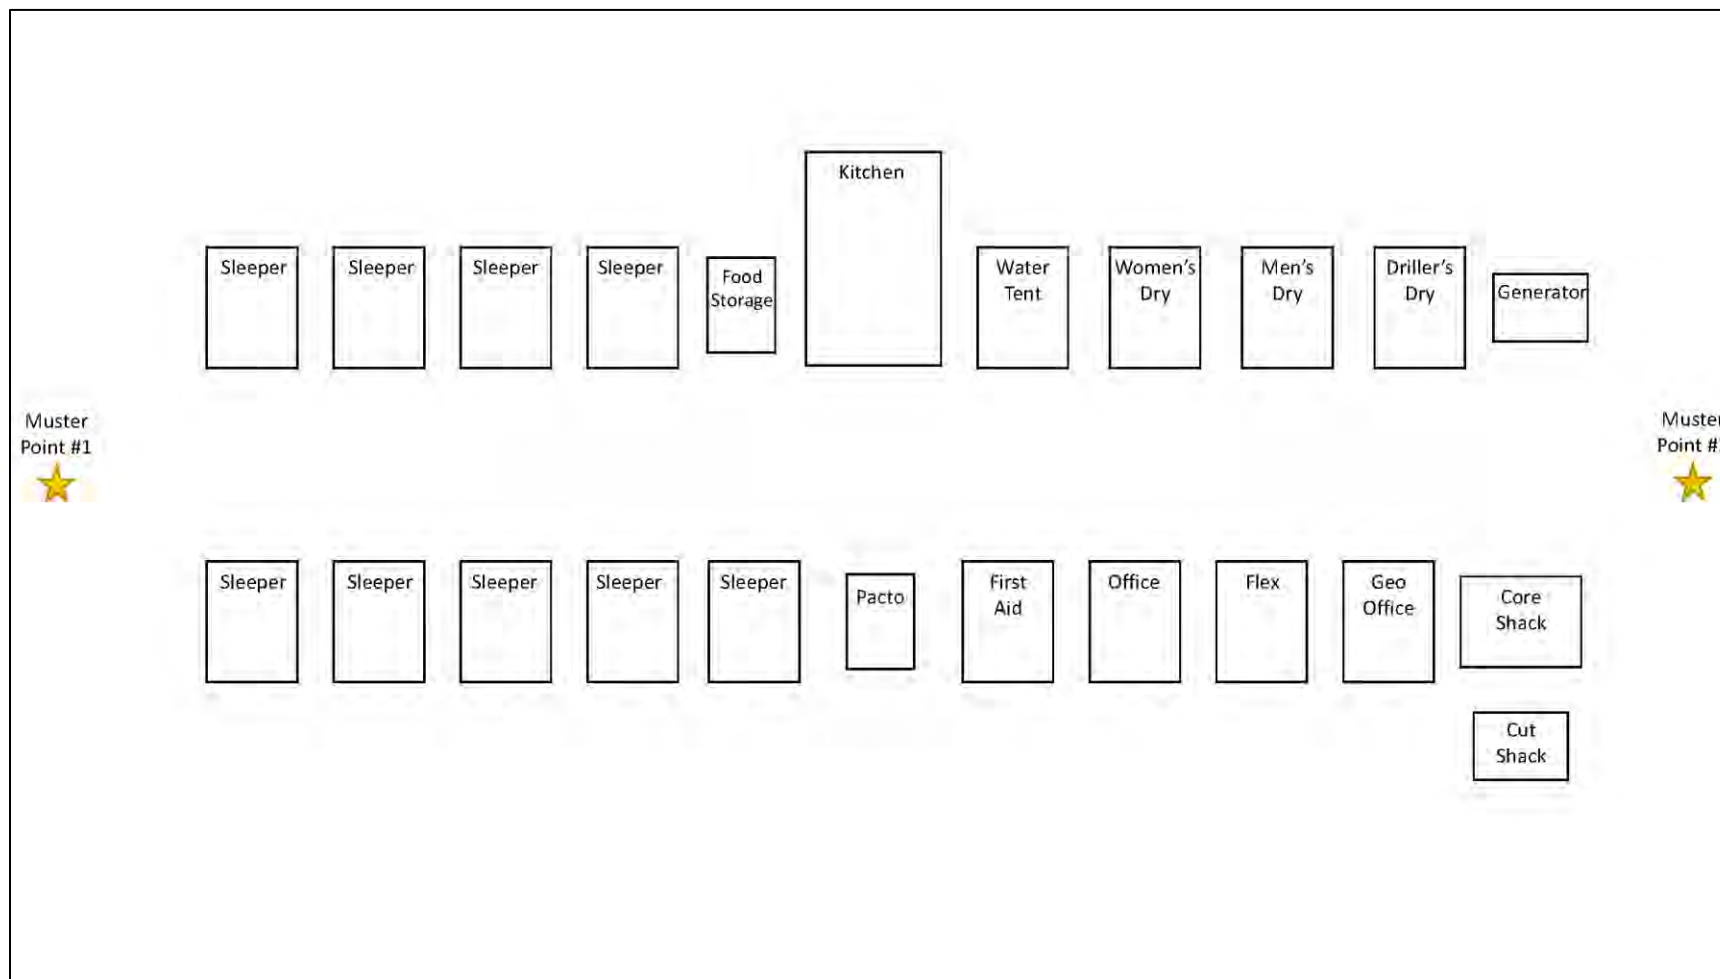 Kitchen
Sleeper
Sleeper
Sleeper
Sleeper
Food
Storage
Water
Tent
Women's
Dry
Men's
Dry
Driller's
Dry
Generator
Muster
Point #1
Muster
Point #
Sleeper
Sleeper
Sleeper
Sleeper
Sleeper
Pacto
First
Aid
Office
Flex
Geo
Office
Core
Shack
Cut
Shack